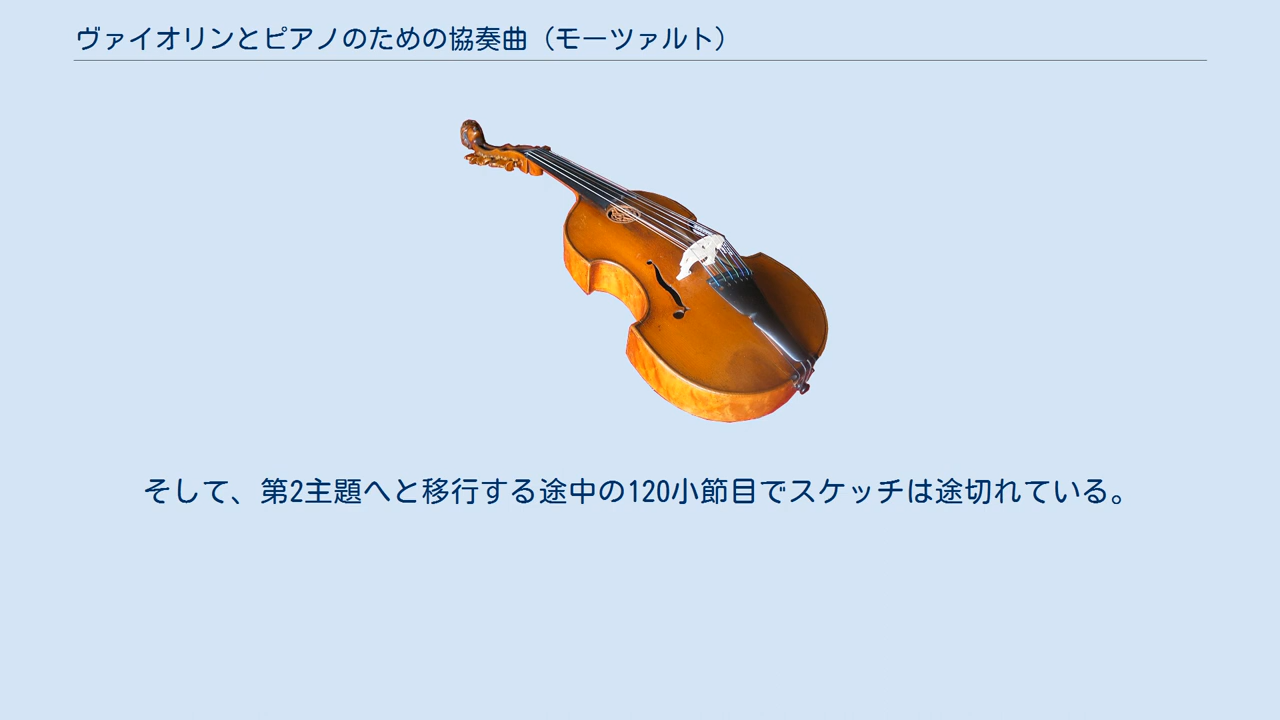 ヴァイオリンとピアノのための協奏曲（モーツァルト）
そして、第2主題へと移行する途中の120小節目でスケッチは途切れている。